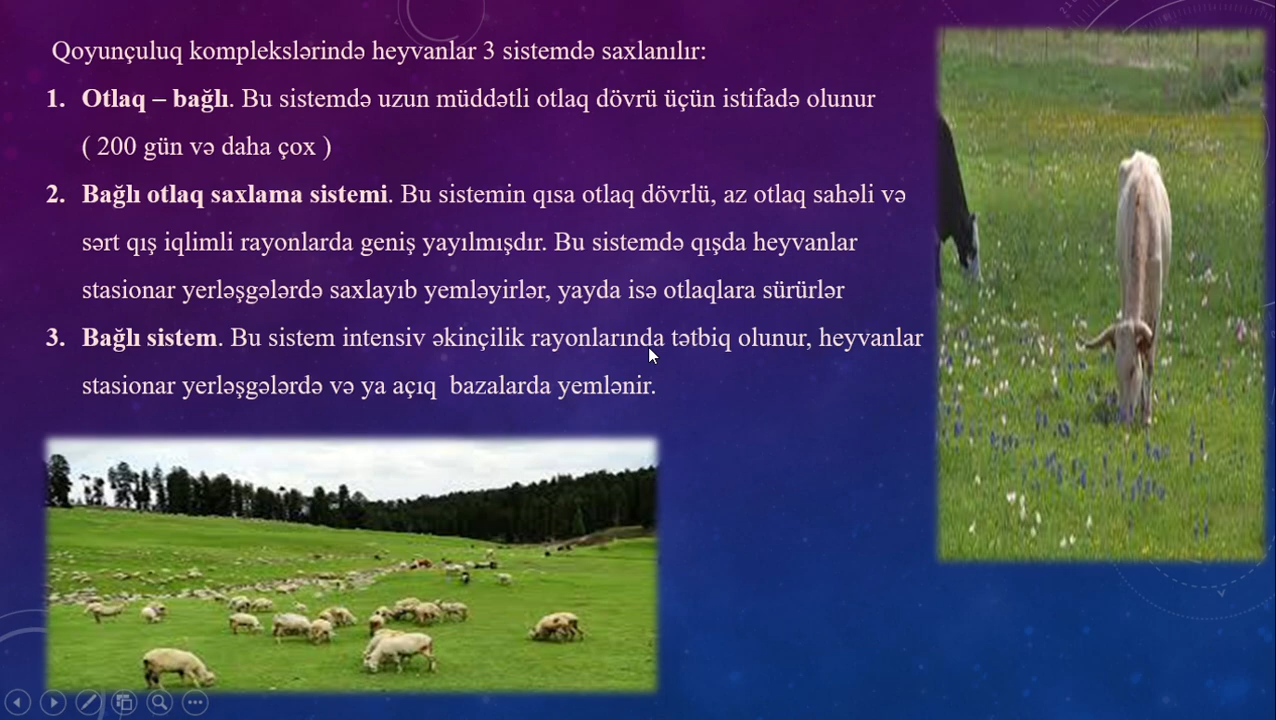 Qoyunçuluq komplekslərində heyvanlar 3 sistemdə saxlanılır:
1. Otlaq – bağlı. Bu sistemdə uzun müddətli otlaq dövrü üçün istifadə olunur
( 200 gün və daha çox )
2. Bağlı otlaq saxlama sistemi. Bu sistemin qısa otlaq dövrlü, az otlaq sahəli və
sərt qış iqlimli rayonlarda geniş yayılmışdır. Bu sistemdə qışda heyvanlar
stasionar yerləşgələrdə saxlayıb yemləyirlər, yayda isə otlaqlara sürürlər
3. Bağlı sistem. Bu sistem intensiv əkinçilik rayonlarında tətbiq olunur, heyvanlar
stasionar yerləşgələrdə və ya açıq  bazalarda yemlənir.